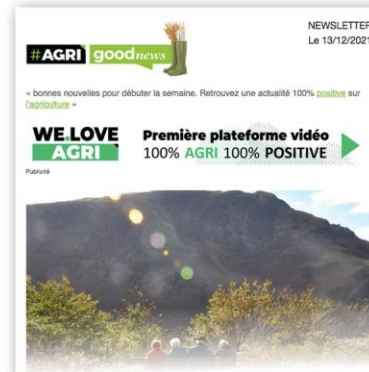 NEWSLETTER
Le 13/12/2021
#AGRI goodnews
« bonnes nouvelles pour débuter la semaine. Retrouvez une actualité 100% positive sur
l'agriculture »
WE LOVE
AGRI
Première plateforme vidéo
100% AGRI 100% POSITIVE
Publicité